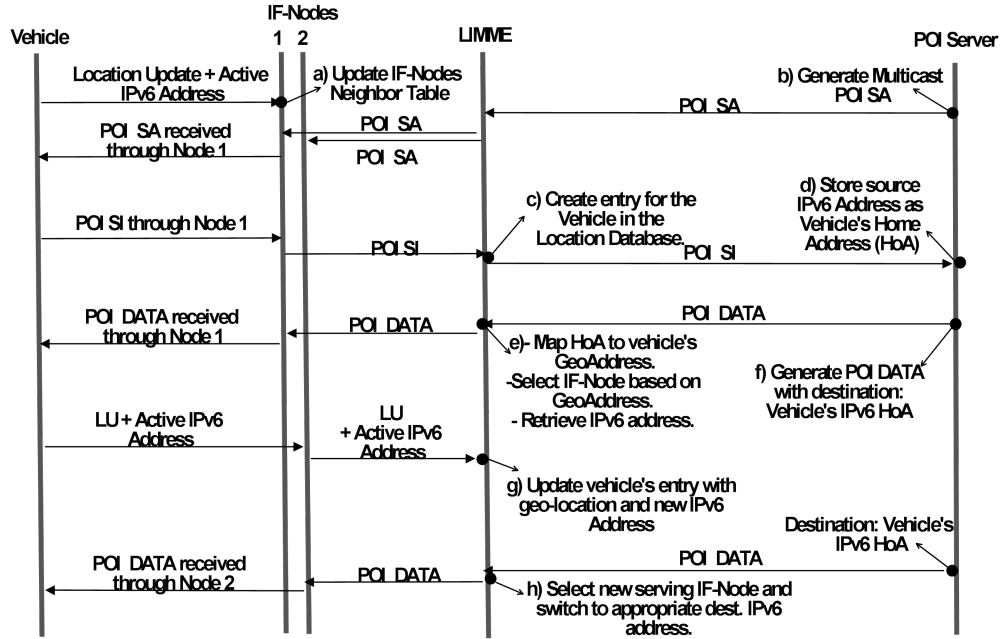 IF-Nodes
Vehicle
1 2
LIMME
POI Server
Location Update + Active
IPv6 Address
a) Update IF-Nodes
Neighbor Table
b) Generate Multicast
POI SA
POI SA
POI SA
POI SA
POI SA received
through Node 1
c) Create entry for the
Vehicle in the
Location Database.
d) Store source
IPv6 Address as
Vehicle's Home
Address (HoA)
POI SI through Node 1
POI SI
POI SI
POI DATA received
through Node 1
POI DATA
POI DATA
e)- Map HoA to vehicle's
GeoAddress.
-Select IF-Node based on
GeoAddress.
- Retrieve IPv6 address.
f) Generate POI DATA
with destination:
Vehicle's IPv6 HoA
LU + Active IPv6
Address
LU
+ Active IPv6
Address
g) Update vehicle's entry with
geo-location and new IPv6
Address
Destination: Vehicle's
IPv6 HoA
POI DATA
POI DATA received
through Node 2
POI DATA
h) Select new serving IF-Node and
switch to appropriate dest. IPv6
address.